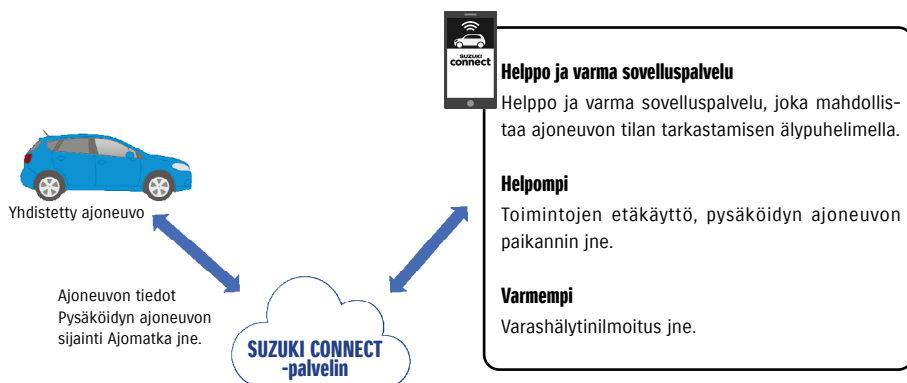 SUZUKI
connect
Helppo ja varma sovelluspalvelu
Helppo ja varma sovelluspalvelu, joka mahdollis-
taa ajoneuvon tilan tarkastamisen älypuhelimella.
Helpompi
Toimintojen etäkäyttö, pysäköidyn ajoneuvon
paikannin jne.
Varmempi
Varashälytinilmoitus jne.
Yhdistetty ajoneuvo
Ajoneuvon tiedot
Pysäköidyn ajoneuvon
sijainti Ajomatka jne.
SUZUKI CONNECT
-palvelin